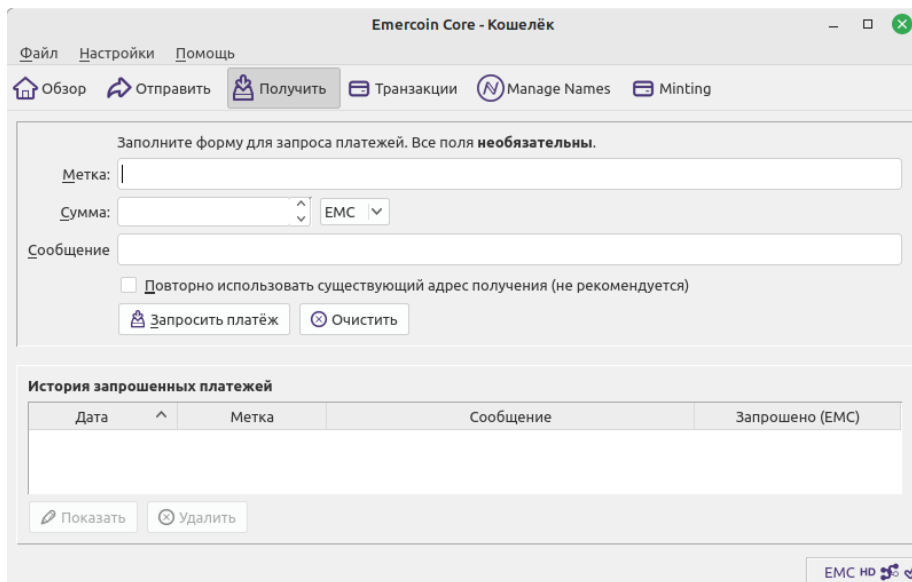 Emercoin Core - Кошелёк
Файл Настройки Помощь
Обзор Отправить Получить Транзакции Manage Names Minting
Заполните форму для запроса платежей. Все поля необязательны.
Метка:
Сумма: EMC
Сообщение
Повторно использовать существующий адрес получения (не рекомендуется)
Запросить платёж Очистить
История запрошенных платежей
Дата Метка Сообщение Запрошено (EMC)
Показать Удалить
EMC HD